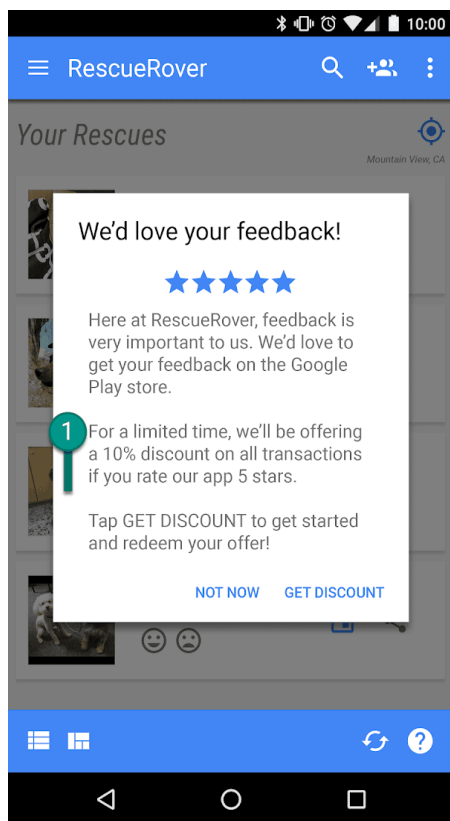 10:00
RescueRover
Your Rescues
Mountain View, CA
We'd love your feedback!
Here at RescueRover, feedback is
very important to us. We'd love to
get your feedback on the Google
Play store.
1
For a limited time, we'll be offering
a 10% discount on all transactions
if you rate our app 5 stars.
Tap GET DISCOUNT to get started
and redeem your offer!
NOT NOW GET DISCOUNT
?